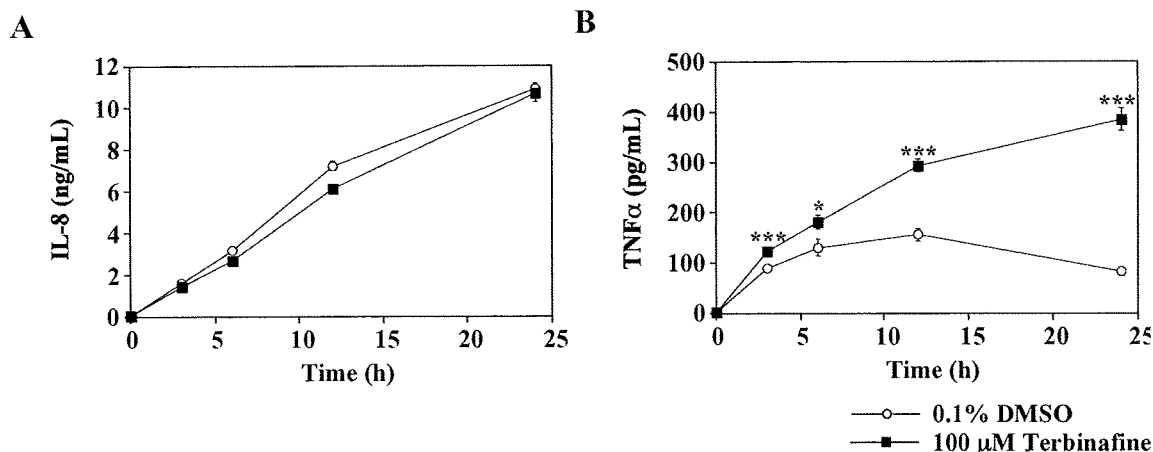 A
IL-8 (ng/mL)
12
10
8
6
4
2
0
0 5 10 15 20 25
Time (h)
B
TNFα (pg/mL)
500
400
300
200
100
0
***
*
***
***
0 5 10 15 20 25
Time (h)
0.1% DMSO
100 μM Terbinafine